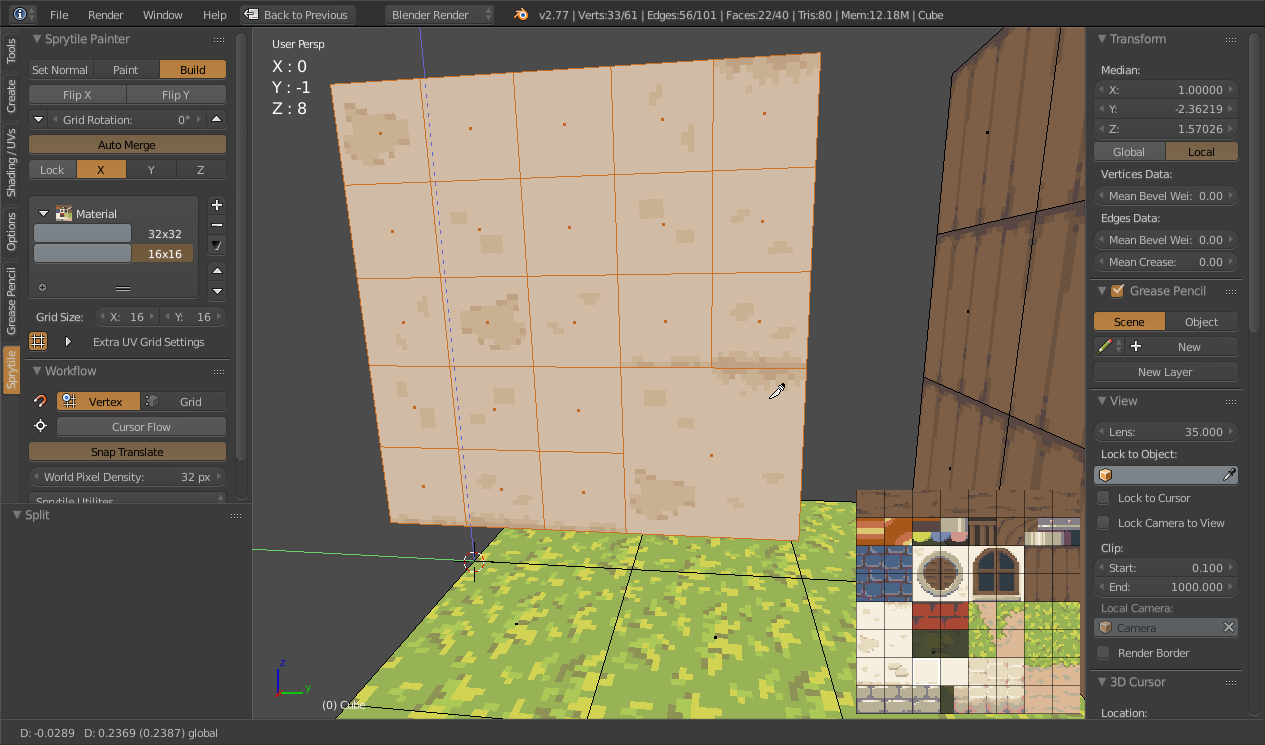 File Render Window Help Back to Previous Blender Render v2.77 | Verts:33/61 | Edges:56/101 | Faces:22/40 | Tris:80 | Mem:12.18M | Cube
Tools
Create
Shading / UVs
Options
Grease Pencil
Sprytile
Sprytile Painter
Set Normal Paint Build
Flip X Flip Y
Grid Rotation: 0°
Auto Merge
Lock X Y Z
Material
32x32
16x16
Grid Size: X: 16 Y: 16
Extra UV Grid Settings
Workflow
Vertex Grid
Cursor Flow
Snap Translate
World Pixel Density: 32 px
Sprytile Utilites
Split
User Persp
X : 0
Y : -1
Z : 8
z
y
(0) Cube
Transform
Median:
X: 1.00000
Y: -2.36219
Z: 1.57026
Global Local
Vertices Data:
Mean Bevel Wei: 0.00
Edges Data:
Mean Bevel Wei: 0.00
Mean Crease: 0.00
Grease Pencil
Scene Object
New
New Layer
View
Lens: 35.000
Lock to Object:
Lock to Cursor
Lock Camera to View
Clip:
Start: 0.100
End: 1000.000
Local Camera:
Camera
Render Border
3D Cursor
Location:
D: -0.0289 D: 0.2369 (0.2387) global